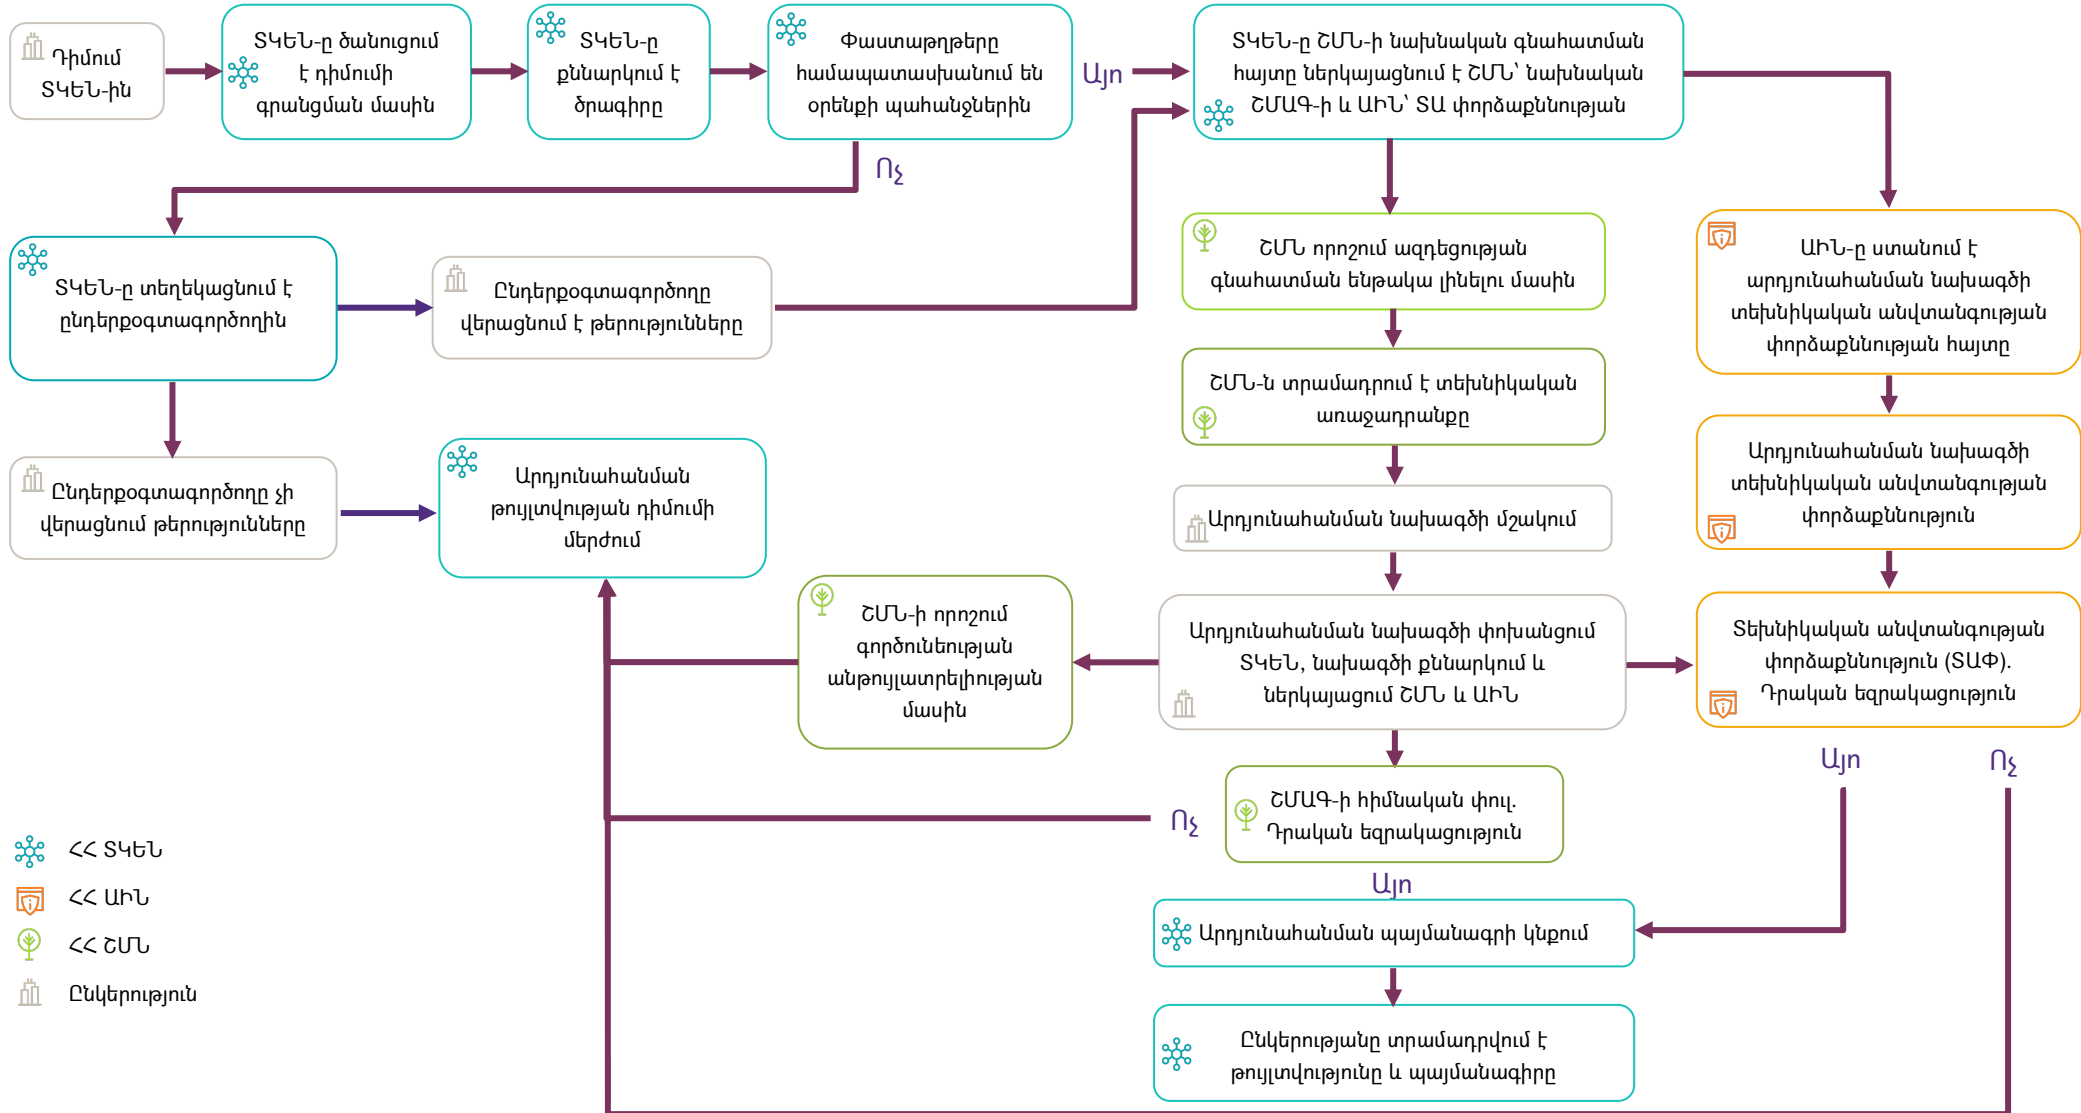 Դիմում
ՏԿԵՆ-ին
ՏԿԵՆ-ը ծանուցում
է դիմումի
գրանցման մասին
ՏԿԵՆ-ը
քննարկում է
ծրագիրը
Փաստաթղթերը
համապատասխանում են
օրենքի պահանջներին
Այո
ՏԿԵՆ-ը ՇՄՆ-ի նախնական գնահատման
հայտը ներկայացնում է ՇՄՆ՝ նախնական
ՇՄԱԳ-ի և ԱԻՆ՝ ՏԱ փորձաքննության
Ոչ
ՏԿԵՆ-ը տեղեկացնում է
ընդերքօգտագործողին
Ընդերքօգտագործողը
վերացնում է թերությունները
ՇՄՆ որոշում ազդեցության
գնահատման ենթակա լինելու մասին
ԱԻՆ-ը ստանում է
արդյունահանման նախագծի
տեխնիկական անվտանգության
փորձաքննության հայտը
ՇՄՆ-ն տրամադրում է տեխնիկական
առաջադրանքը
Ընդերքօգտագործողը չի
վերացնում թերությունները
Արդյունահանման
թույլտվության դիմումի
մերժում
Արդյունահանման նախագծի մշակում
Արդյունահանման նախագծի
տեխնիկական անվտանգության
փորձաքննություն
ՇՄՆ-ի որոշում
գործունեության
անթույլատրելիության
մասին
Արդյունահանման նախագծի փոխանցում
ՏԿԵՆ, նախագծի քննարկում և
ներկայացում ՇՄՆ և ԱԻՆ
Տեխնիկական անվտանգության
փորձաքննություն (ՏԱՓ).
Դրական եզրակացություն
Այո
Ոչ
Ոչ
ՇՄԱԳ-ի հիմնական փուլ.
Դրական եզրակացություն
Այո
Արդյունահանման պայմանագրի կնքում
Ընկերությանը տրամադրվում է
թույլտվությունը և պայմանագիրը
ՀՀ ՏԿԵՆ
ՀՀ ԱԻՆ
ՀՀ ՇՄՆ
Ընկերություն